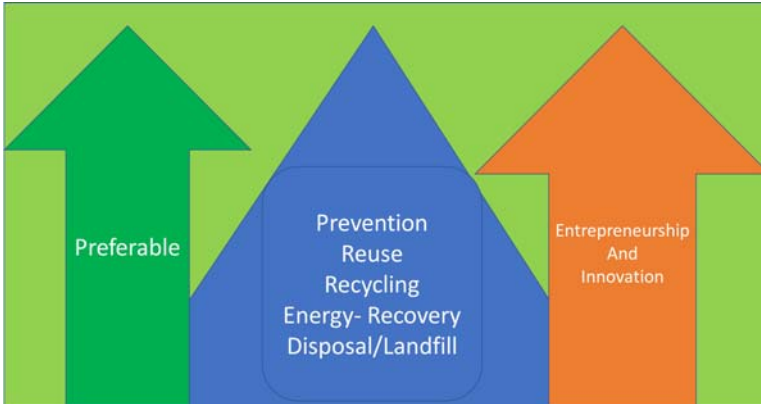 Preferable
Prevention
Reuse
Recycling
Energy- Recovery
Disposal/Landfill
Entrepreneurship
And
Innovation